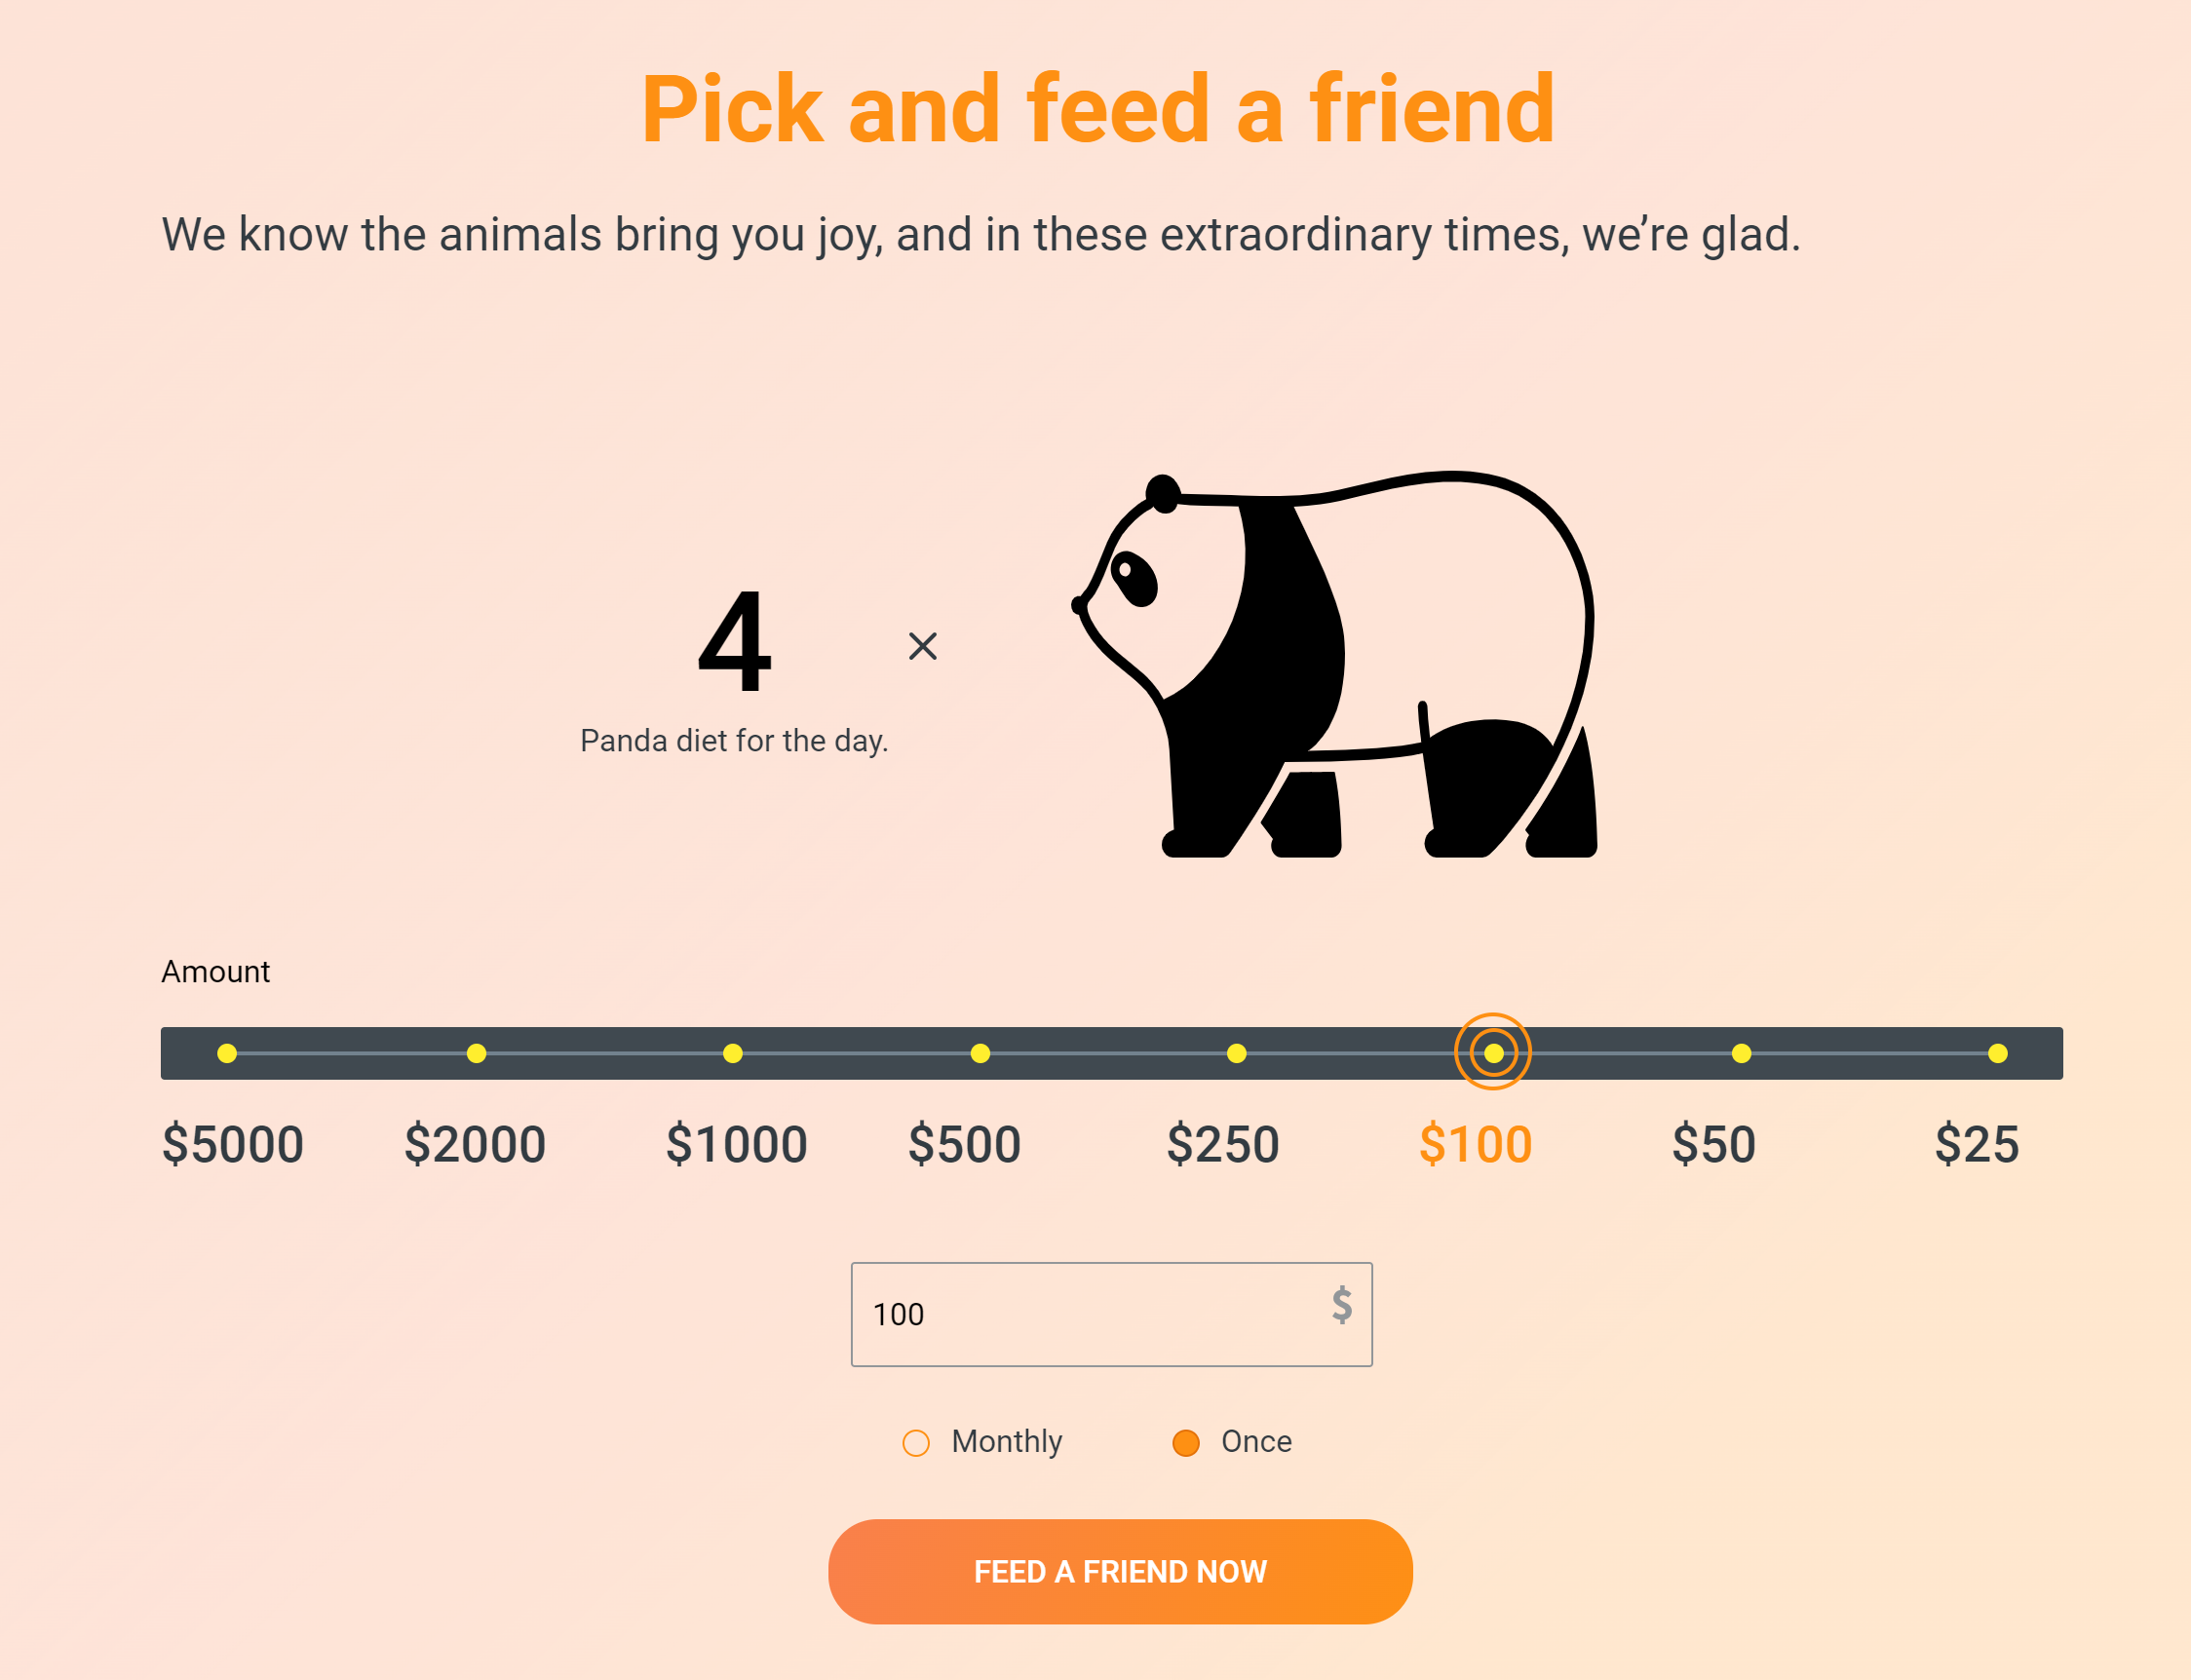 Pick and feed a friend
We know the animals bring you joy, and in these extraordinary times, we’re glad.
4 ×
Panda diet for the day.
Amount
$5000 $2000 $1000 $500 $250 $100 $50 $25
100 $
Monthly Once
FEED A FRIEND NOW